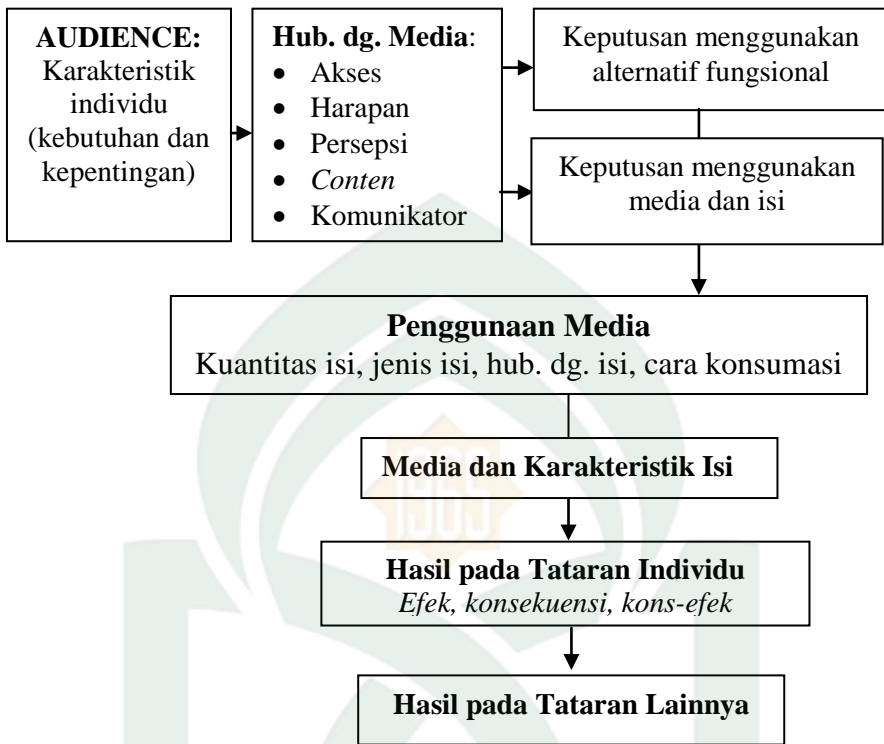 AUDIENCE:
Karakteristik
individu
(kebutuhan dan
kepentingan)
Hub. dg. Media:
• Akses
• Harapan
• Persepsi
• Conten
• Komunikator
Keputusan menggunakan
alternatif fungsional
Keputusan menggunakan
media dan isi
Penggunaan Media
Kuantitas isi, jenis isi, hub. dg. isi, cara konsumasi
Media dan Karakteristik Isi
1965
Hasil pada Tataran Individu
Efek, konsekuensi, kons-efek
Hasil pada Tataran Lainnya